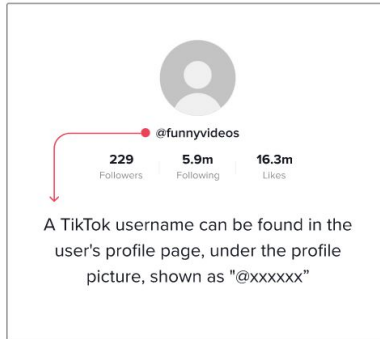 @funnyvideos
229 5.9m 16.3m
Followers Following Likes
A TikTok username can be found in the
user's profile page, under the profile
picture, shown as "@xxxxxx”